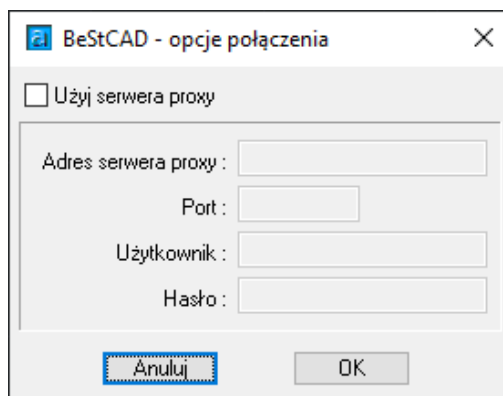 BeStCAD - opcje połączenia
Użyj serwera proxy
Adres serwera proxy :
Port :
Użytkownik :
Hasło :
Anuluj OK